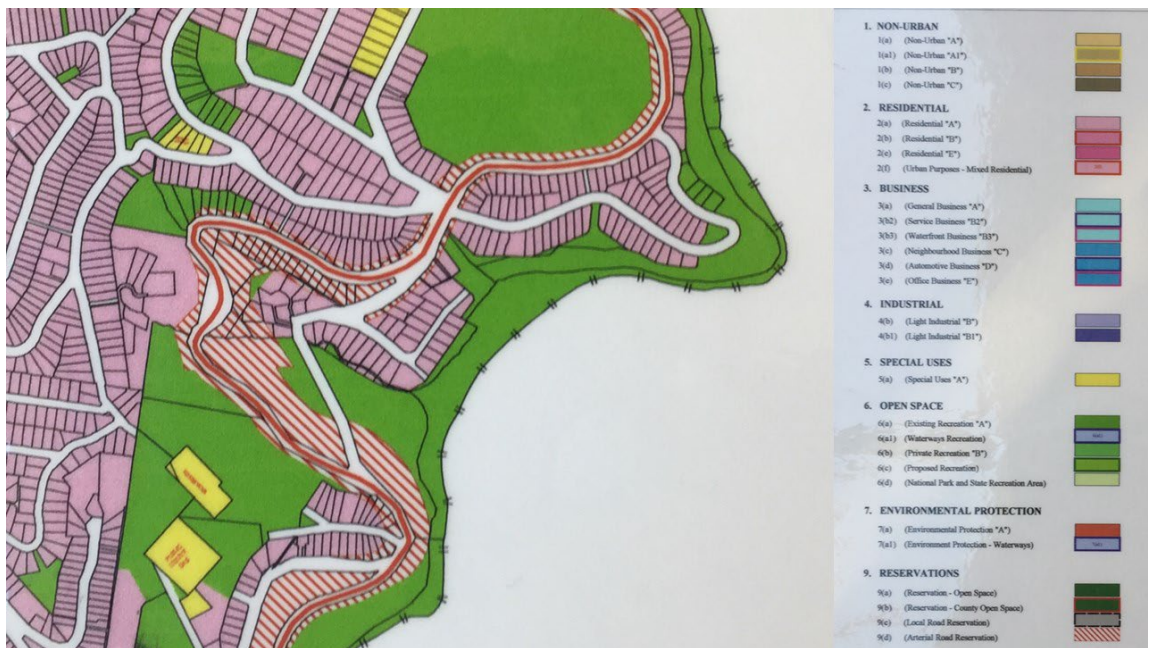 1. NON-URBAN
1(a) (Non-Urban "A")
1(a1) (Non-Urban "A1")
1(b) (Non-Urban "B")
1(c) (Non-Urban "C")
2. RESIDENTIAL
2(a) (Residential "A")
2(b) (Residential "B")
2(e) (Residential "E")
2(f) (Urban Purposes - Mixed Residential)
3. BUSINESS
3(a) (General Business "A")
3(b2) (Service Business "B2")
3(b3) (Waterfront Business "B3")
3(c) (Neighbourhood Business "C")
3(d) (Automotive Business "D")
3(e) (Office Business "E")
4. INDUSTRIAL
4(b) (Light Industrial "B")
4(b1) (Light Industrial "B1")
5. SPECIAL USES
5(a) (Special Uses "A")
6. OPEN SPACE
6(a) (Existing Recreation "A")
6(a1) (Waterways Recreation)
6(b) (Private Recreation "B")
6(c) (Proposed Recreation)
6(d) (National Park and State Recreation Area)
7. ENVIRONMENTAL PROTECTION
7(a) (Environmental Protection "A")
7(a1) (Environment Protection - Waterways)
9. RESERVATIONS
9(a) (Reservation - Open Space)
9(b) (Reservation - County Open Space)
9(c) (Local Road Reservation)
9(d) (Arterial Road Reservation)